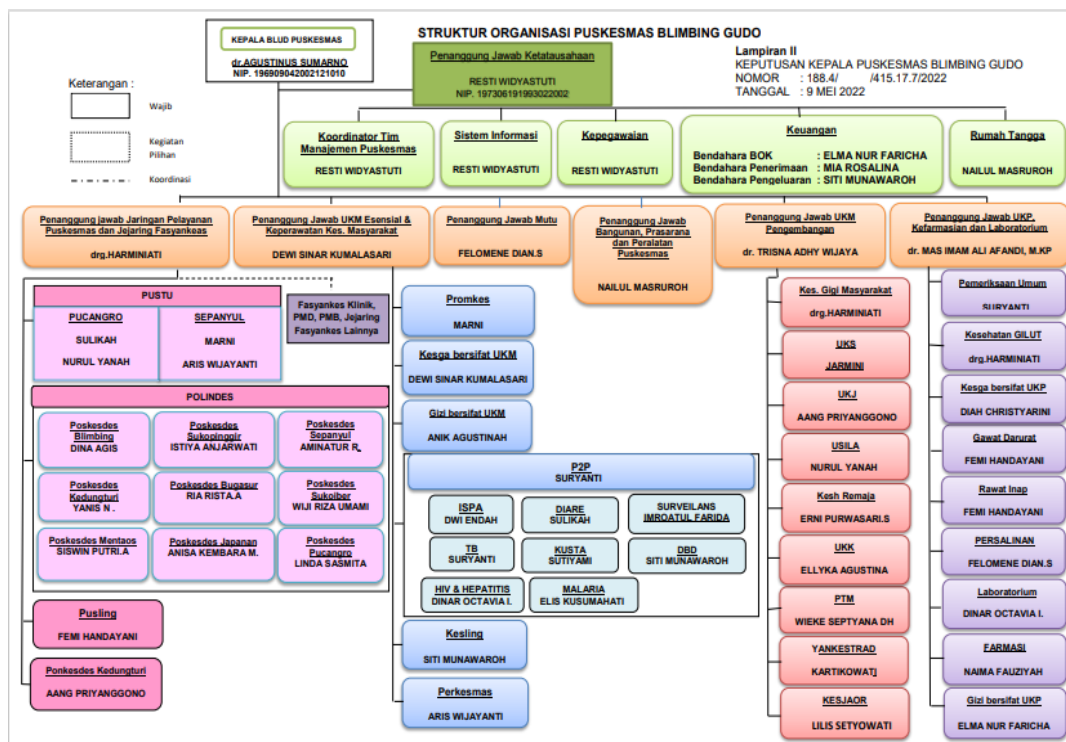 STRUKTUR ORGANISASI PUSKESMAS BLIMBING GUDO
KEPALA BLUD PUSKESMAS
dr.AGUSTINUS SUMARNO
NIP. 196909042002121010
Penanggung Jawab Ketatausahaan
RESTI WIDYASTUTI
NIP. 197306191993022002
Lampiran II
KEPUTUSAN KEPALA PUSKESMAS BLIMBING GUDO
NOMOR : 188.4/ /415.17.7/2022
TANGGAL : 9 MEI 2022
Keterangan :
Wajib
Kegiatan
Pilihan
Koordinasi
Koordinator Tim
Manajemen Puskesmas
RESTI WIDYASTUTI
Sistem Informasi
RESTI WIDYASTUTI
Kepegawaian
RESTI WIDYASTUTI
Keuangan
Bendahara BOK : ELMA NUR FARICHA
Bendahara Penerimaan : MIA ROSALINA
Bendahara Pengeluaran : SITI MUNAWAROH
Rumah Tangga
NAILUL MASRUROH
Penanggung jawab Jaringan Pelayanan
Puskesmas dan Jejaring Fasyankeas
drg.HARMINIATI
Penanggung Jawab UKM Esensial &
Keperawatan Kes. Masyarakat
DEWI SINAR KUMALASARI
Penanggung Jawab Mutu
FELOMENE DIAN.S
Penanggung Jawab
Bangunan, Prasarana
dan Peralatan
Puskesmas
NAILUL MASRUROH
Penanggung Jawab UKM
Pengembangan
dr. TRISNA ADHY WIJAYA
Penanggung Jawab UKP,
Kefarmasian dan Laboratorium
dr. MAS IMAM ALI AFANDI, M.KP
PUSTU
PUCANGRO
SULIKAH
NURUL YANAH
SEPANYUL
MARNI
ARIS WIJAYANTI
Fasyankes Klinik,
PMD, PMB, Jejaring
Fasyankes Lainnya
POLINDES
Poskesdes
Blimbing
DINA AGIS
Poskesdes
Sukopinggir
ISTIYA ANJARWATI
Poskesdes
Sepanyul
AMINATUR R.
Poskesdes
Kedungturi
YANIS N .
Poskesdes Bugasur
RIA RISTA.A
Poskesdes
Sukoiber
WIJI RIZA UMAMI
Poskesdes Mentaos
SISWIN PUTRI.A
Poskesdes Japanan
ANISA KEMBARA M.
Poskesdes
Pucangro
LINDA SASMITA
Pusling
FEMI HANDAYANI
Ponkesdes Kedungturi
AANG PRIYANGGONO
Promkes
MARNI
Kesga bersifat UKM
DEWI SINAR KUMALASARI
Gizi bersifat UKM
ANIK AGUSTINAH
P2P
SURYANTI
ISPA
DWI ENDAH
DIARE
SULIKAH
SURVEILANS
IMROATUL FARIDA
TB
SURYANTI
KUSTA
SUTIYAMI
DBD
SITI MUNAWAROH
HIV & HEPATITIS
DINAR OCTAVIA I.
MALARIA
ELIS KUSUMAHATI
Kesling
SITI MUNAWAROH
Perkesmas
ARIS WIJAYANTI
Kes. Gigi Masyarakat
drg.HARMINIATI
UKS
JARMINI
UKJ
AANG PRIYANGGONO
USILA
NURUL YANAH
Kesh Remaja
ERNI PURWASARI.S
UKK
ELLYKA AGUSTINA
PTM
WIEKE SEPTYANA DH
YANKESTRAD
KARTIKOWATI
KESJAOR
LILIS SETYOWATI
Pemeriksaan Umum
SURYANTI
Kesehatan GILUT
drg.HARMINIATI
Kesga bersifat UKP
DIAH CHRISTYARINI
Gawat Darurat
FEMI HANDAYANI
Rawat Inap
FEMI HANDAYANI
PERSALINAN
FELOMENE DIAN.S
Laboratorium
DINAR OCTAVIA I.
FARMASI
NAIMA FAUZIYAH
Gizi bersifat UKP
ELMA NUR FARICHA